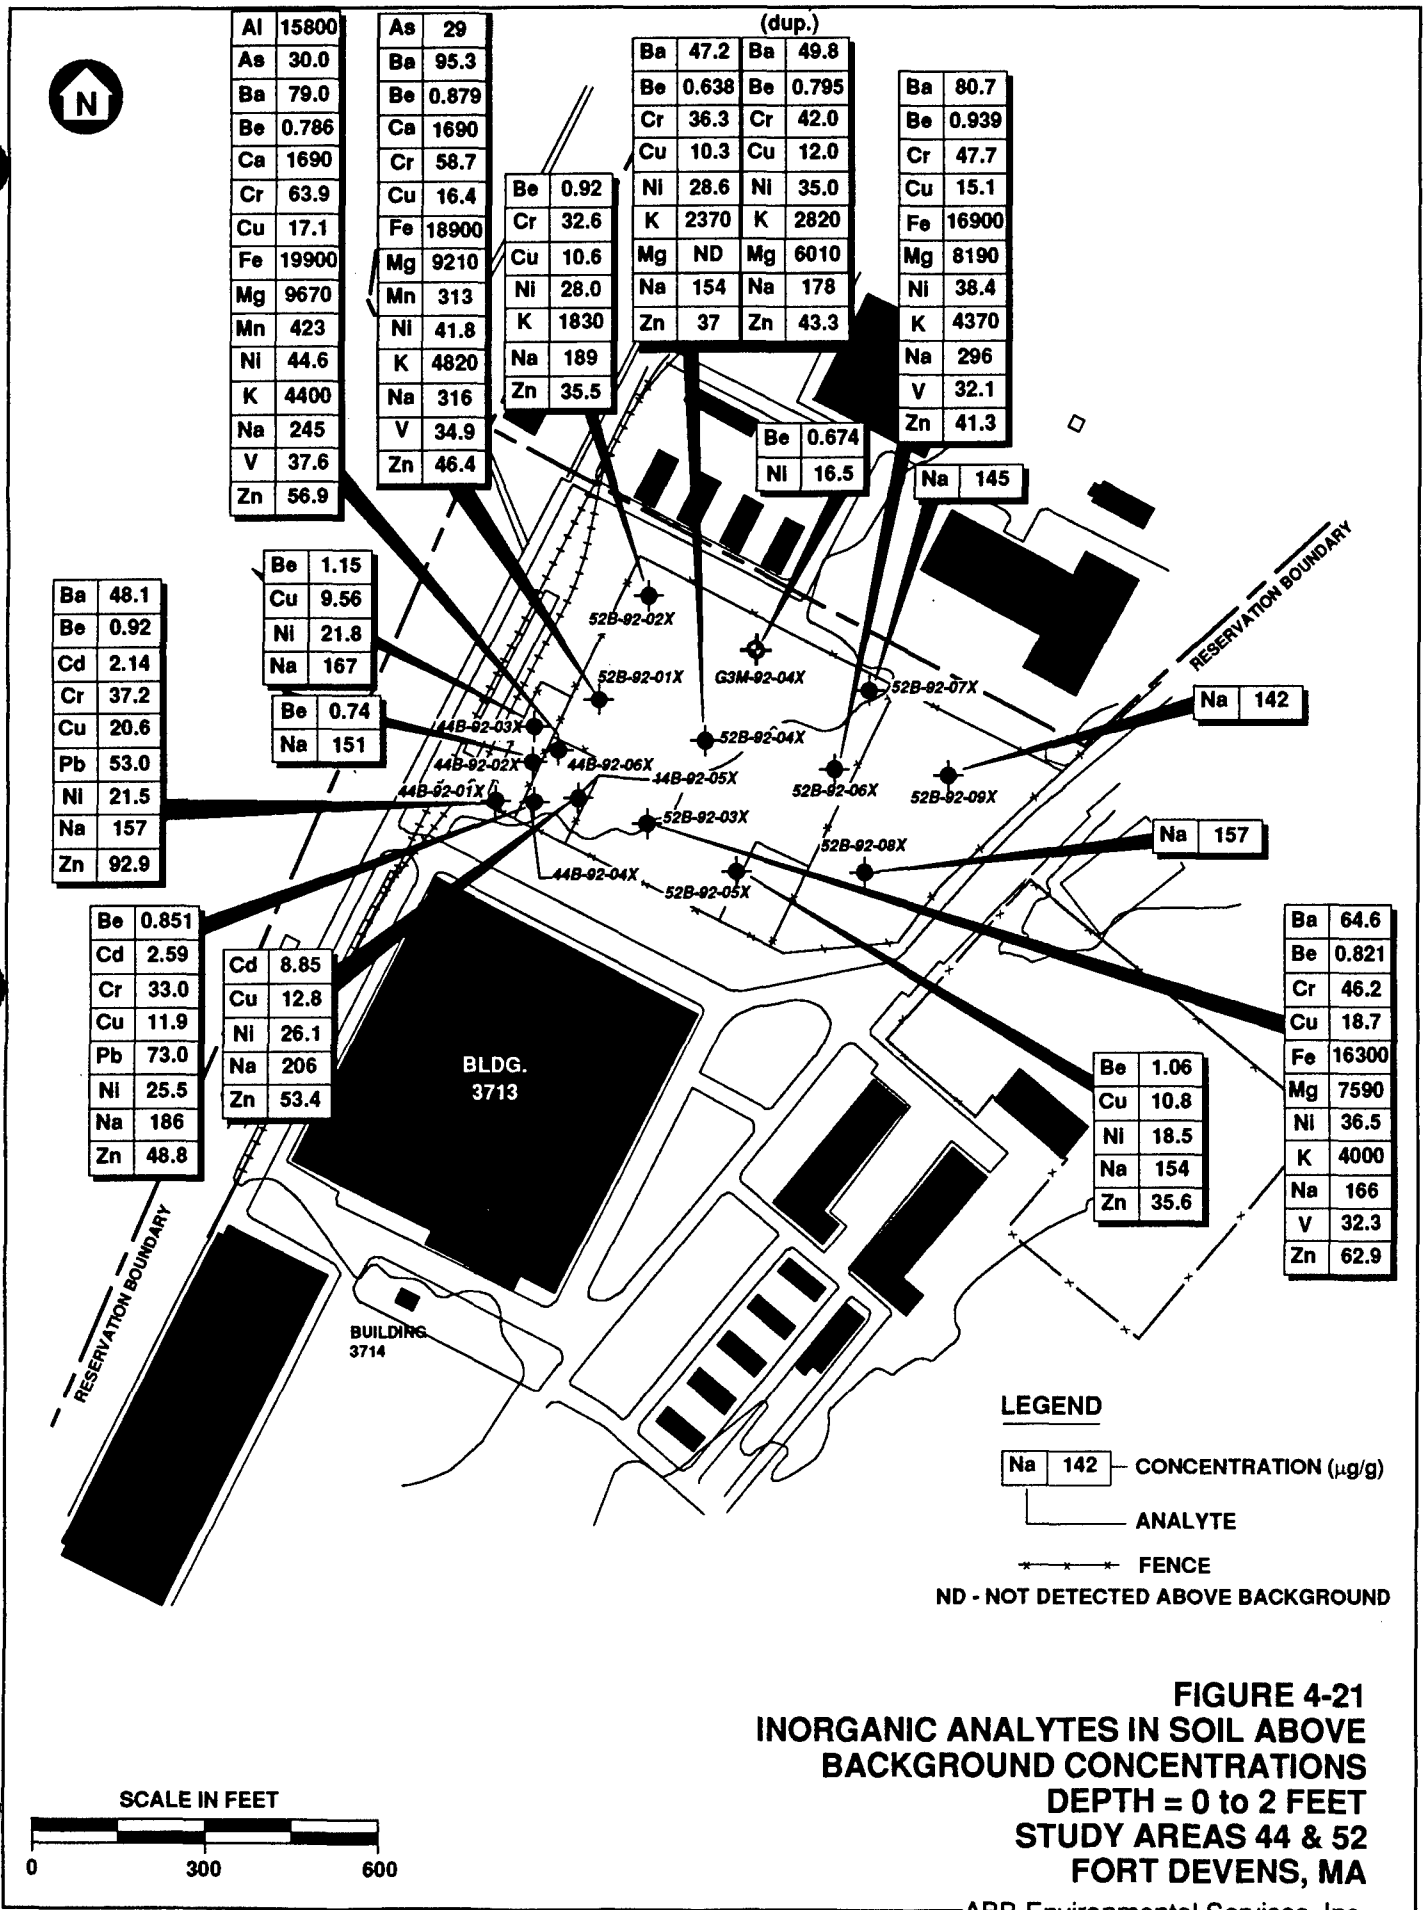 N
Al 15800
As 30.0
Ba 79.0
Be 0.786
Ca 1690
Cr 63.9
Cu 17.1
Fe 19900
Mg 9670
Mn 423
Ni 44.6
K 4400
Na 245
V 37.6
Zn 56.9
As 29
Ba 95.3
Be 0.879
Ca 1690
Cr 58.7
Cu 16.4
Fe 18900
Mg 9210
Mn 313
Ni 41.8
K 4820
Na 316
V 34.9
Zn 46.4
Be 0.92
Cr 32.6
Cu 10.6
Ni 28.0
K 1830
Na 189
Zn 35.5
(dup.)
Ba 47.2 Ba 49.8
Be 0.638 Be 0.795
Cr 36.3 Cr 42.0
Cu 10.3 Cu 12.0
Ni 28.6 Ni 35.0
K 2370 K 2820
Mg ND Mg 6010
Na 154 Na 178
Zn 37 Zn 43.3
Ba 80.7
Be 0.939
Cr 47.7
Cu 15.1
Fe 16900
Mg 8190
Ni 38.4
K 4370
Na 296
V 32.1
Zn 41.3
Be 0.674
Ni 16.5
Na 145
Be 1.15
Cu 9.56
Ni 21.8
Na 167
Be 0.74
Na 151
Ba 48.1
Be 0.92
Cd 2.14
Cr 37.2
Cu 20.6
Pb 53.0
Ni 21.5
Na 157
Zn 92.9
Be 0.851
Cd 2.59
Cr 33.0
Cu 11.9
Pb 73.0
Ni 25.5
Na 186
Zn 48.8
Cd 8.85
Cu 12.8
Ni 26.1
Na 206
Zn 53.4
52B-92-02X
52B-92-01X
G3M-92-04X
52B-92-07X
44B-92-03X
52B-92-04X
44B-92-02X
44B-92-06X
44B-92-05X
44B-92-01X
52B-92-06X
52B-92-09X
52B-92-03X
52B-92-08X
44B-92-04X
52B-92-05X
RESERVATION BOUNDARY
Na 142
Na 157
Ba 64.6
Be 0.821
Cr 46.2
Cu 18.7
Fe 16300
Mg 7590
Ni 36.5
K 4000
Na 166
V 32.3
Zn 62.9
Be 1.06
Cu 10.8
Ni 18.5
Na 154
Zn 35.6
BLDG.
3713
RESERVATION BOUNDARY
BUILDING
3714
LEGEND
Na 142 CONCENTRATION (µg/g)
ANALYTE
FENCE
ND - NOT DETECTED ABOVE BACKGROUND
FIGURE 4-21
INORGANIC ANALYTES IN SOIL ABOVE
BACKGROUND CONCENTRATIONS
DEPTH = 0 to 2 FEET
STUDY AREAS 44 & 52
FORT DEVENS, MA
SCALE IN FEET
0 300 600
ABB Environmental Services, Inc.